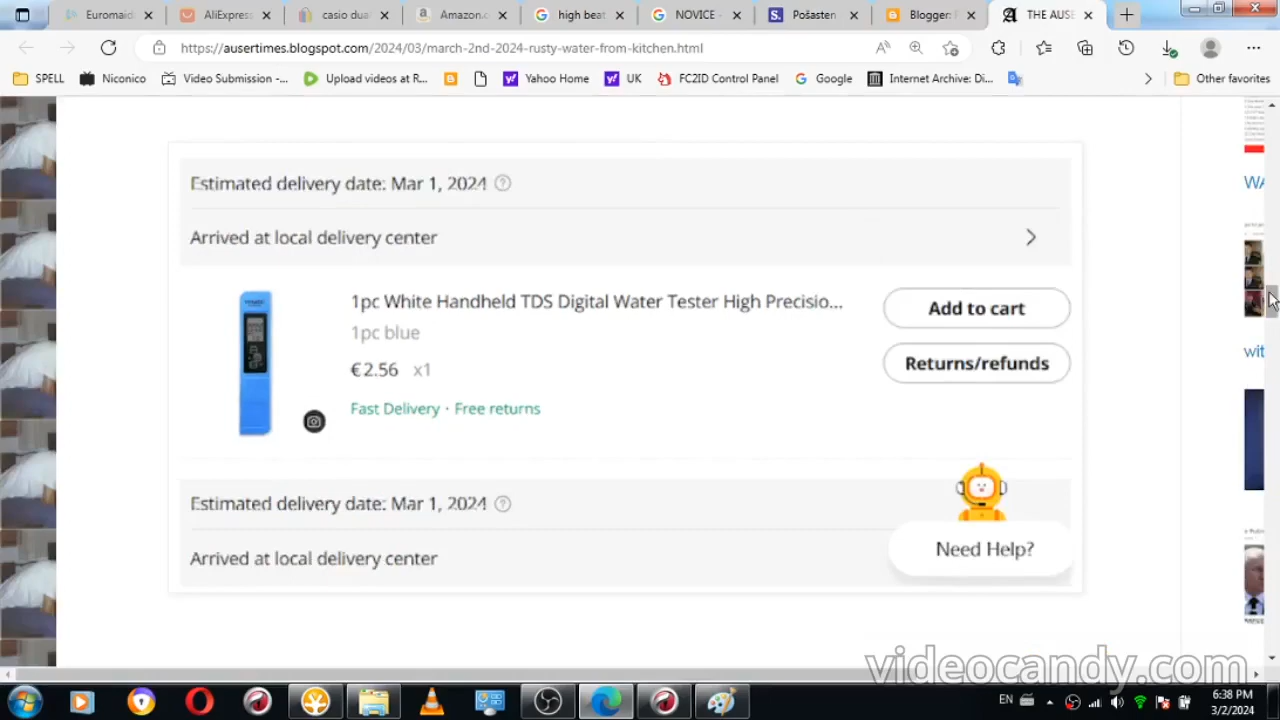 Euromaid
AliExpress
casio dus
Amazon.c
high beat
NOVICE
Pošasten
Blogger: F
THE AUSE
https://ausertimes.blogspot.com/2024/03/march-2nd-2024-rusty-water-from-kitchen.html
SPELL
Niconico
Video Submission -...
Upload videos at R...
Yahoo Home
UK
FC2ID Control Panel
Google
Internet Archive: Di...
Other favorites
Estimated delivery date: Mar 1, 2024
Arrived at local delivery center
1pc White Handheld TDS Digital Water Tester High Precisio...
1pc blue
€2.56 x1
Fast Delivery · Free returns
Add to cart
Returns/refunds
Estimated delivery date: Mar 1, 2024
Arrived at local delivery center
Need Help?
WA
wit
videocandy.com
EN
6:38 PM
3/2/2024